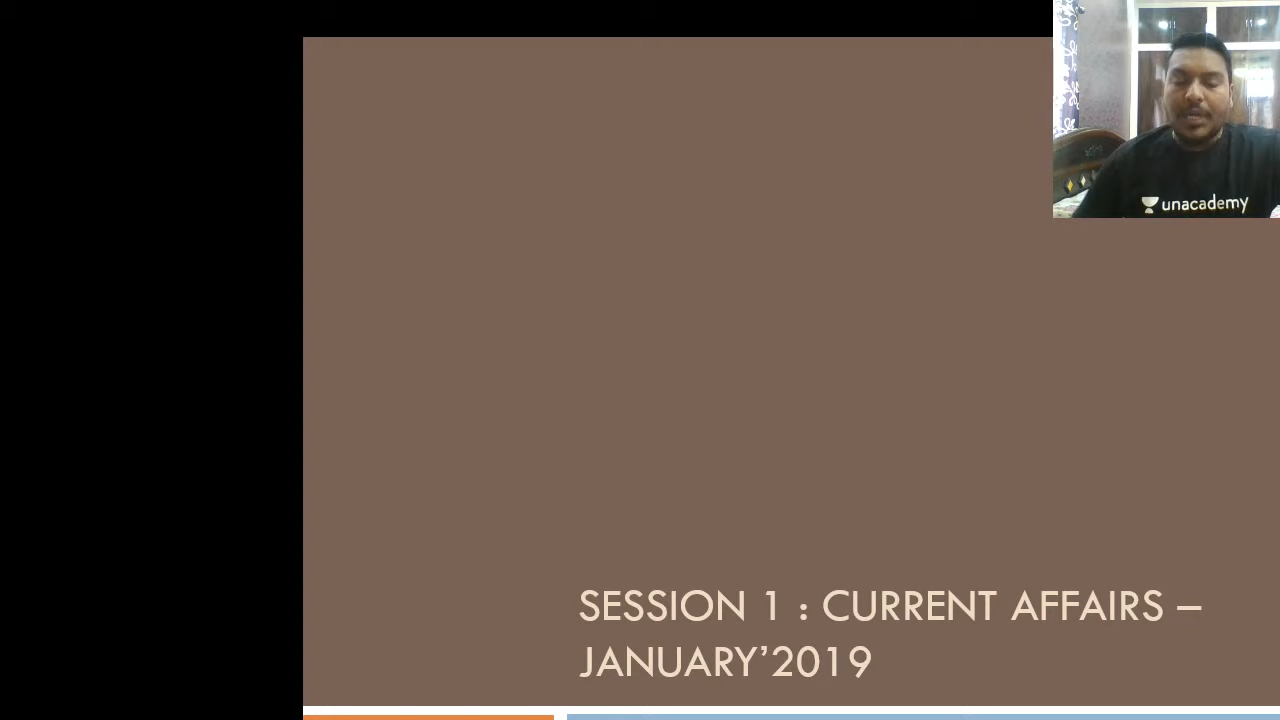 unacademy
SESSION 1 : CURRENT AFFAIRS –
JANUARY’2019